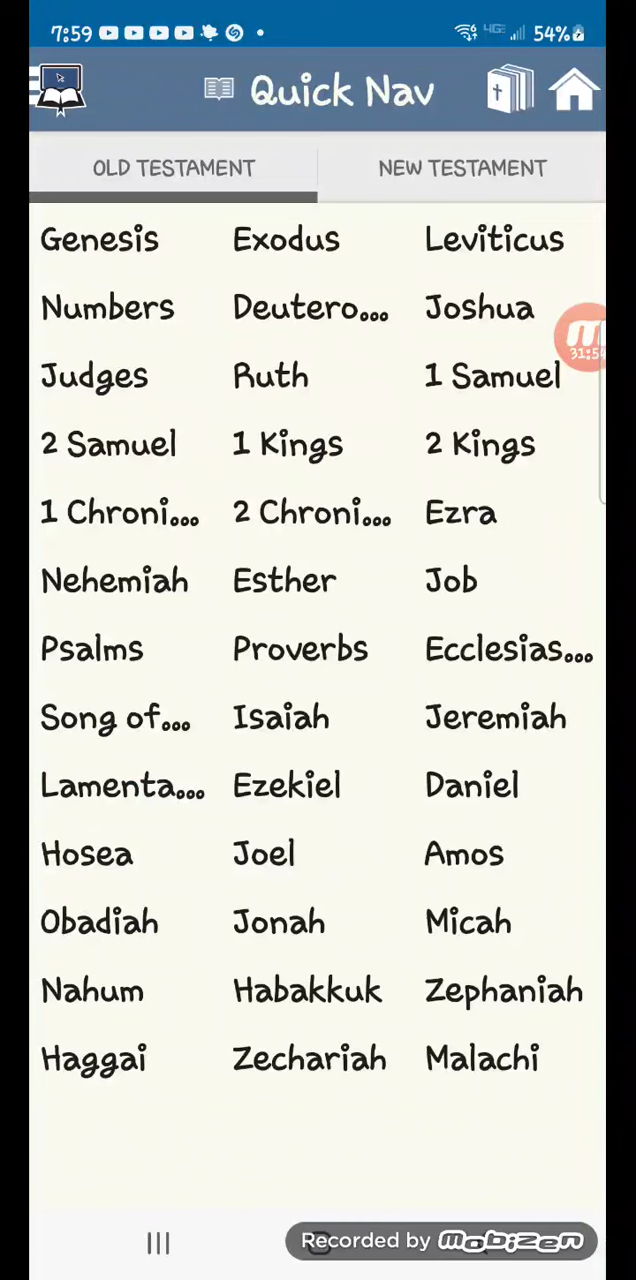 7:59 4GE 54%
Quick Nav
OLD TESTAMENT NEW TESTAMENT
Genesis Exodus Leviticus
Numbers Deutero... Joshua
31:54
Judges Ruth 1 Samuel
2 Samuel 1 Kings 2 Kings
1 Chroni... 2 Chroni... Ezra
Nehemiah Esther Job
Psalms Proverbs Ecclesias...
Song of... Isaiah Jeremiah
Lamenta... Ezekiel Daniel
Hosea Joel Amos
Obadiah Jonah Micah
Nahum Habakkuk Zephaniah
Haggai Zechariah Malachi
Recorded by mobizen